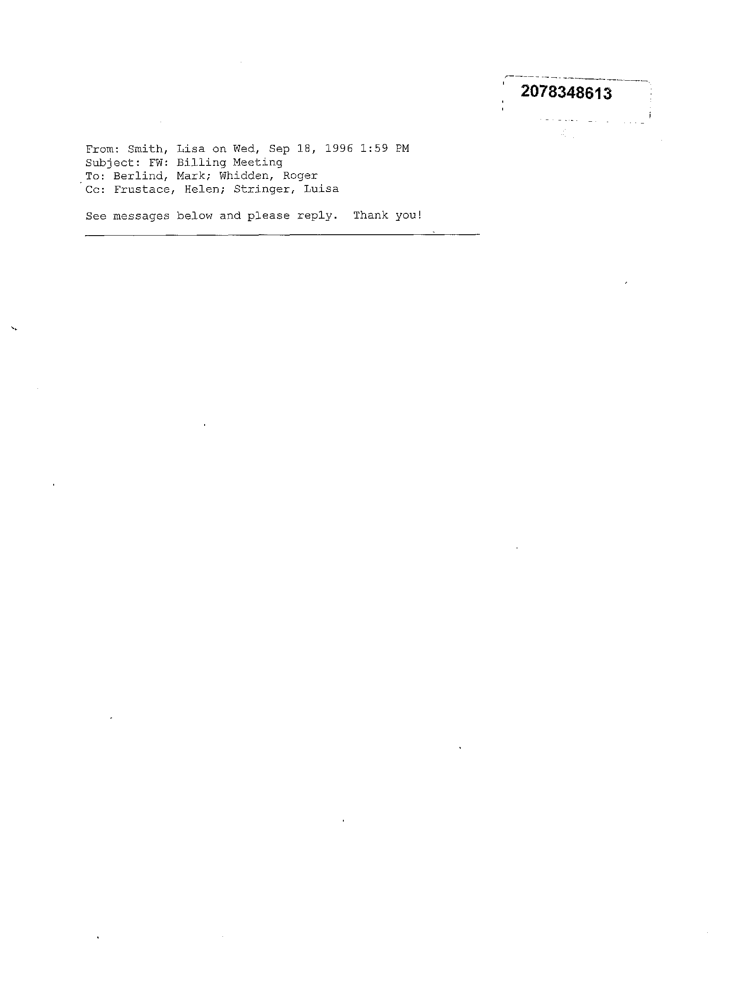 2078348613
From: Smith, Lisa on Wed, Sep 18, 1996 1:59 PM
Subject: FW: Billing Meeting
To: Berlind, Mark; Whidden, Roger
Cc: Frustace, Helen; Stringer, Luisa
See messages below and please reply. Thank you!